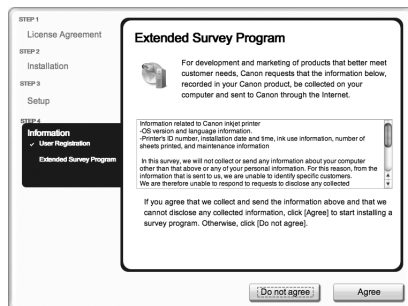 STEP 1
License Agreement
STEP 2
Installation
STEP 3
Setup
STEP 4
Information
User Registration
Extended Survey Program
Extended Survey Program
For development and marketing of products that better meet
customer needs, Canon requests that the information below,
recorded in your Canon product, be collected on your
computer and sent to Canon through the Internet.
Information related to Canon inkjet printer
-OS version and language information.
-Printer's ID number, installation date and time, ink use information, number of
sheets printed, and maintenance information
In this survey, we will not collect or send any information about your computer
other than that above or any of your personal information. For this reason, from the
information that is sent to us, we are unable to identify specific customers.
We are therefore unable to respond to requests to disclose any collected
If you agree that we collect and send the information above and that we
cannot disclose any collected information, click [Agree] to start installing a
survey program. Otherwise, click [Do not agree].
Do not agree
Agree